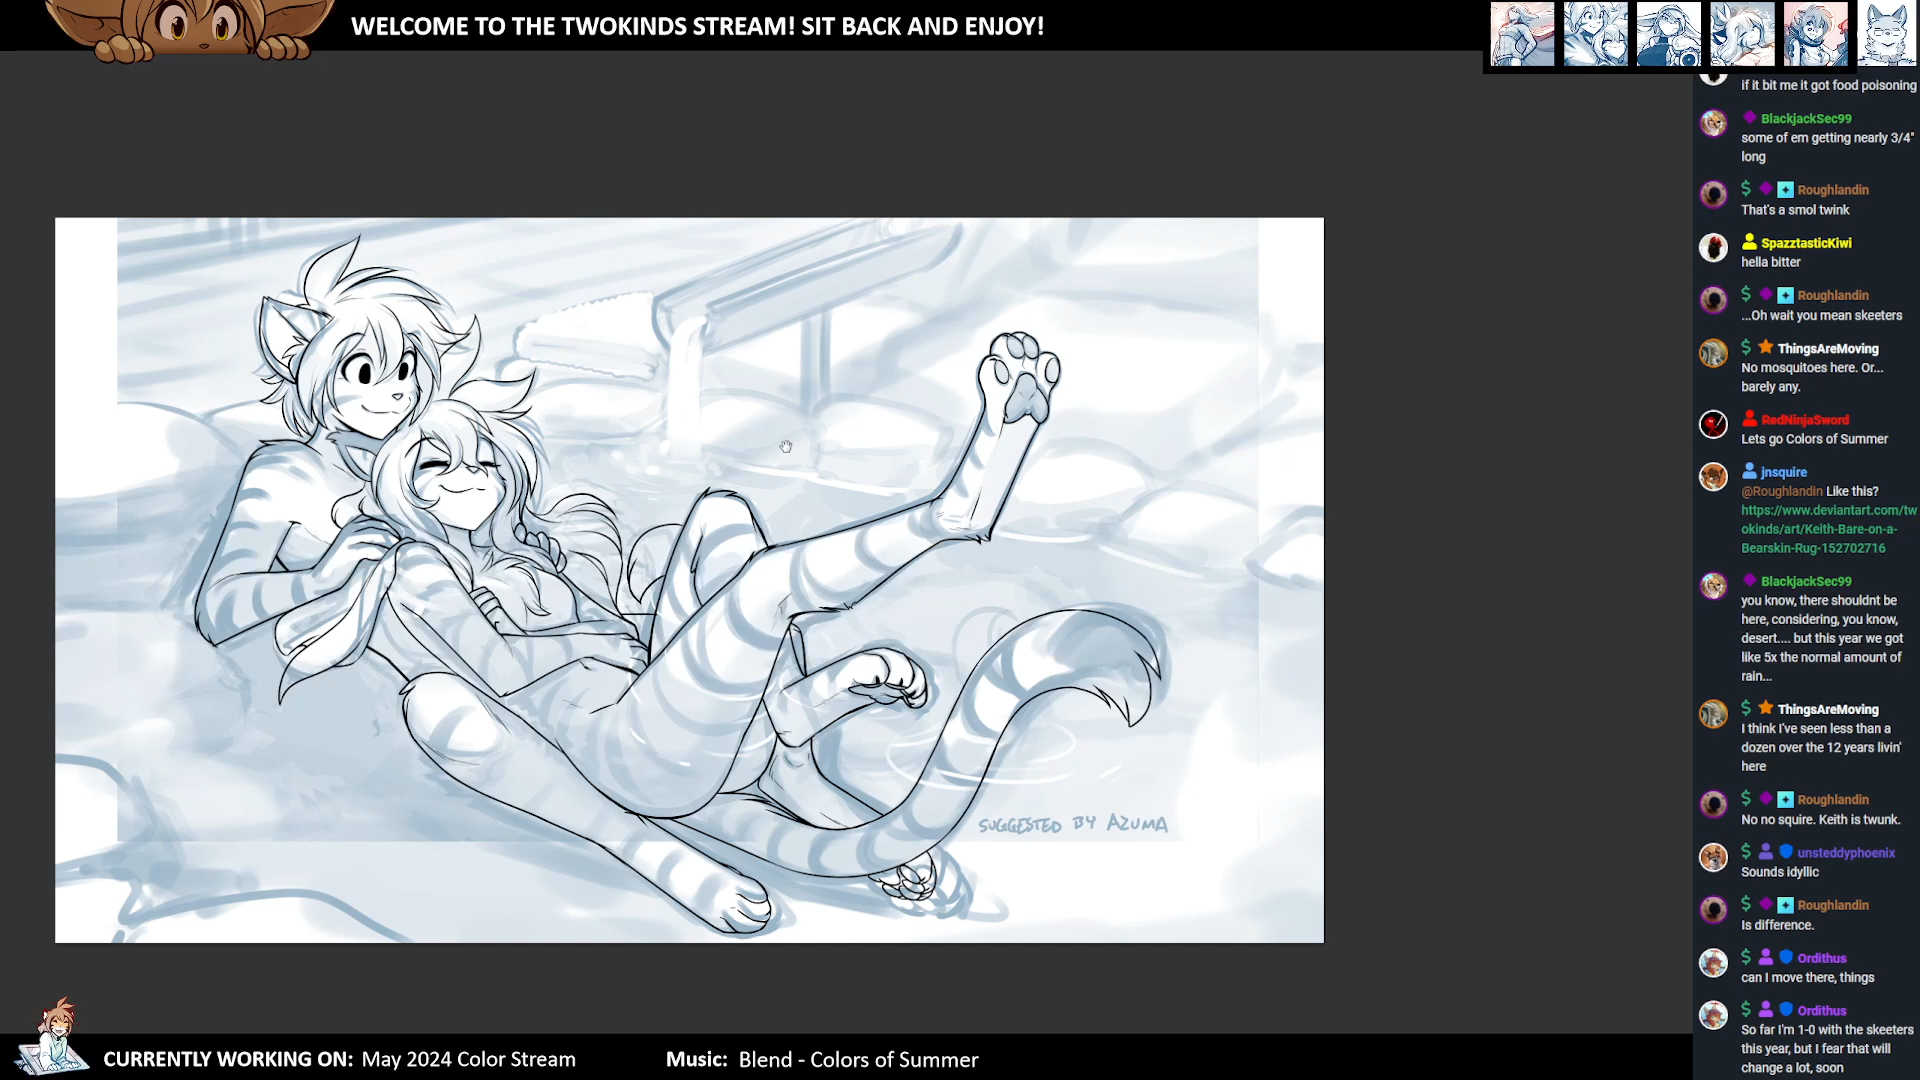 WELCOME TO THE TWOKINDS STREAM! SIT BACK AND ENJOY!
if it bit me it got food poisoning
BlackjackSec99
some of em getting nearly 3/4"
long
Roughlandin
That's a smol twink
SpazztasticKiwi
hella bitter
Roughlandin
...Oh wait you mean skeeters
ThingsAreMoving
No mosquitoes here. Or...
barely any.
RedNinjaSword
Lets go Colors of Summer
jnsquire
@Roughlandin Like this?
https://www.deviantart.com/tw
okinds/art/Keith-Bare-on-a-
Bearskin-Rug-152702716
BlackjackSec99
you know, there shouldnt be
here, considering, you know,
desert.... but this year we got
like 5x the normal amount of
rain...
ThingsAreMoving
I think I've seen less than a
dozen over the 12 years livin'
here
Roughlandin
No no squire. Keith is twunk.
unsteddyphoenix
Sounds idyllic
Roughlandin
Is difference.
Ordithus
can I move there, things
Ordithus
So far I'm 1-0 with the skeeters
this year, but I fear that will
change a lot, soon
SUGGESTED BY AZUMA
CURRENTLY WORKING ON: May 2024 Color Stream
Music: Blend - Colors of Summer